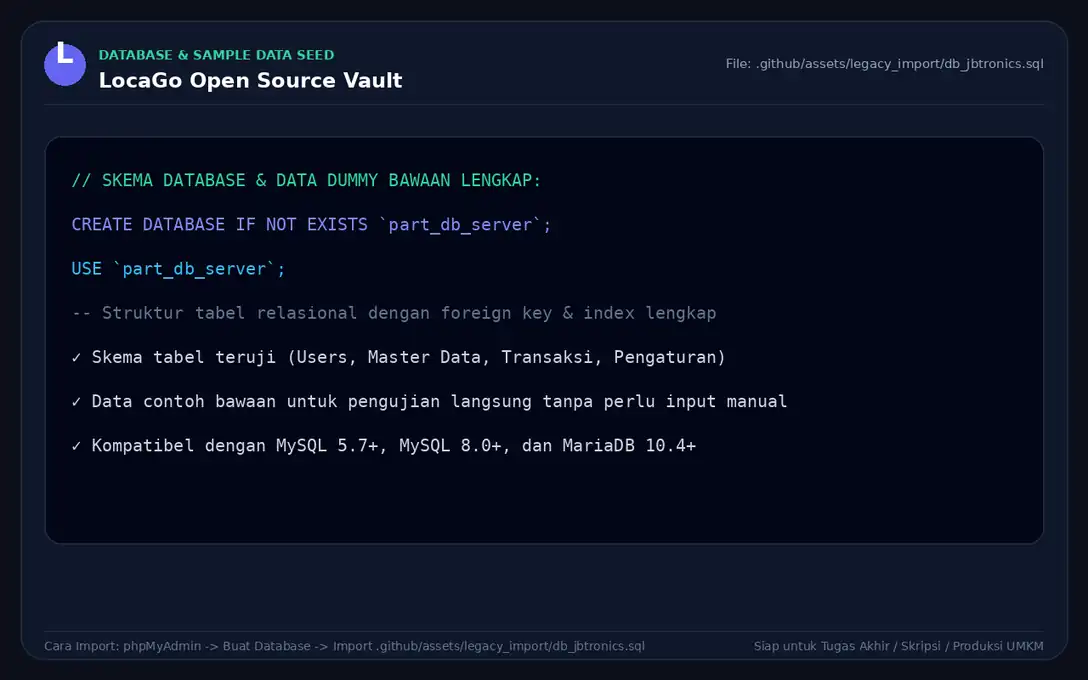 L
DATABASE & SAMPLE DATA SEED
LocaGo Open Source Vault
File: .github/assets/legacy_import/db_jbtronics.sql
// SKEMA DATABASE & DATA DUMMY BAWAAN LENGKAP:
CREATE DATABASE IF NOT EXISTS `part_db_server`;
USE `part_db_server`;
-- Struktur tabel relasional dengan foreign key & index lengkap
✓ Skema tabel teruji (Users, Master Data, Transaksi, Pengaturan)
✓ Data contoh bawaan untuk pengujian langsung tanpa perlu input manual
✓ Kompatibel dengan MySQL 5.7+, MySQL 8.0+, dan MariaDB 10.4+
Cara Import: phpMyAdmin -> Buat Database -> Import .github/assets/legacy_import/db_jbtronics.sql
Siap untuk Tugas Akhir / Skripsi / Produksi UMKM